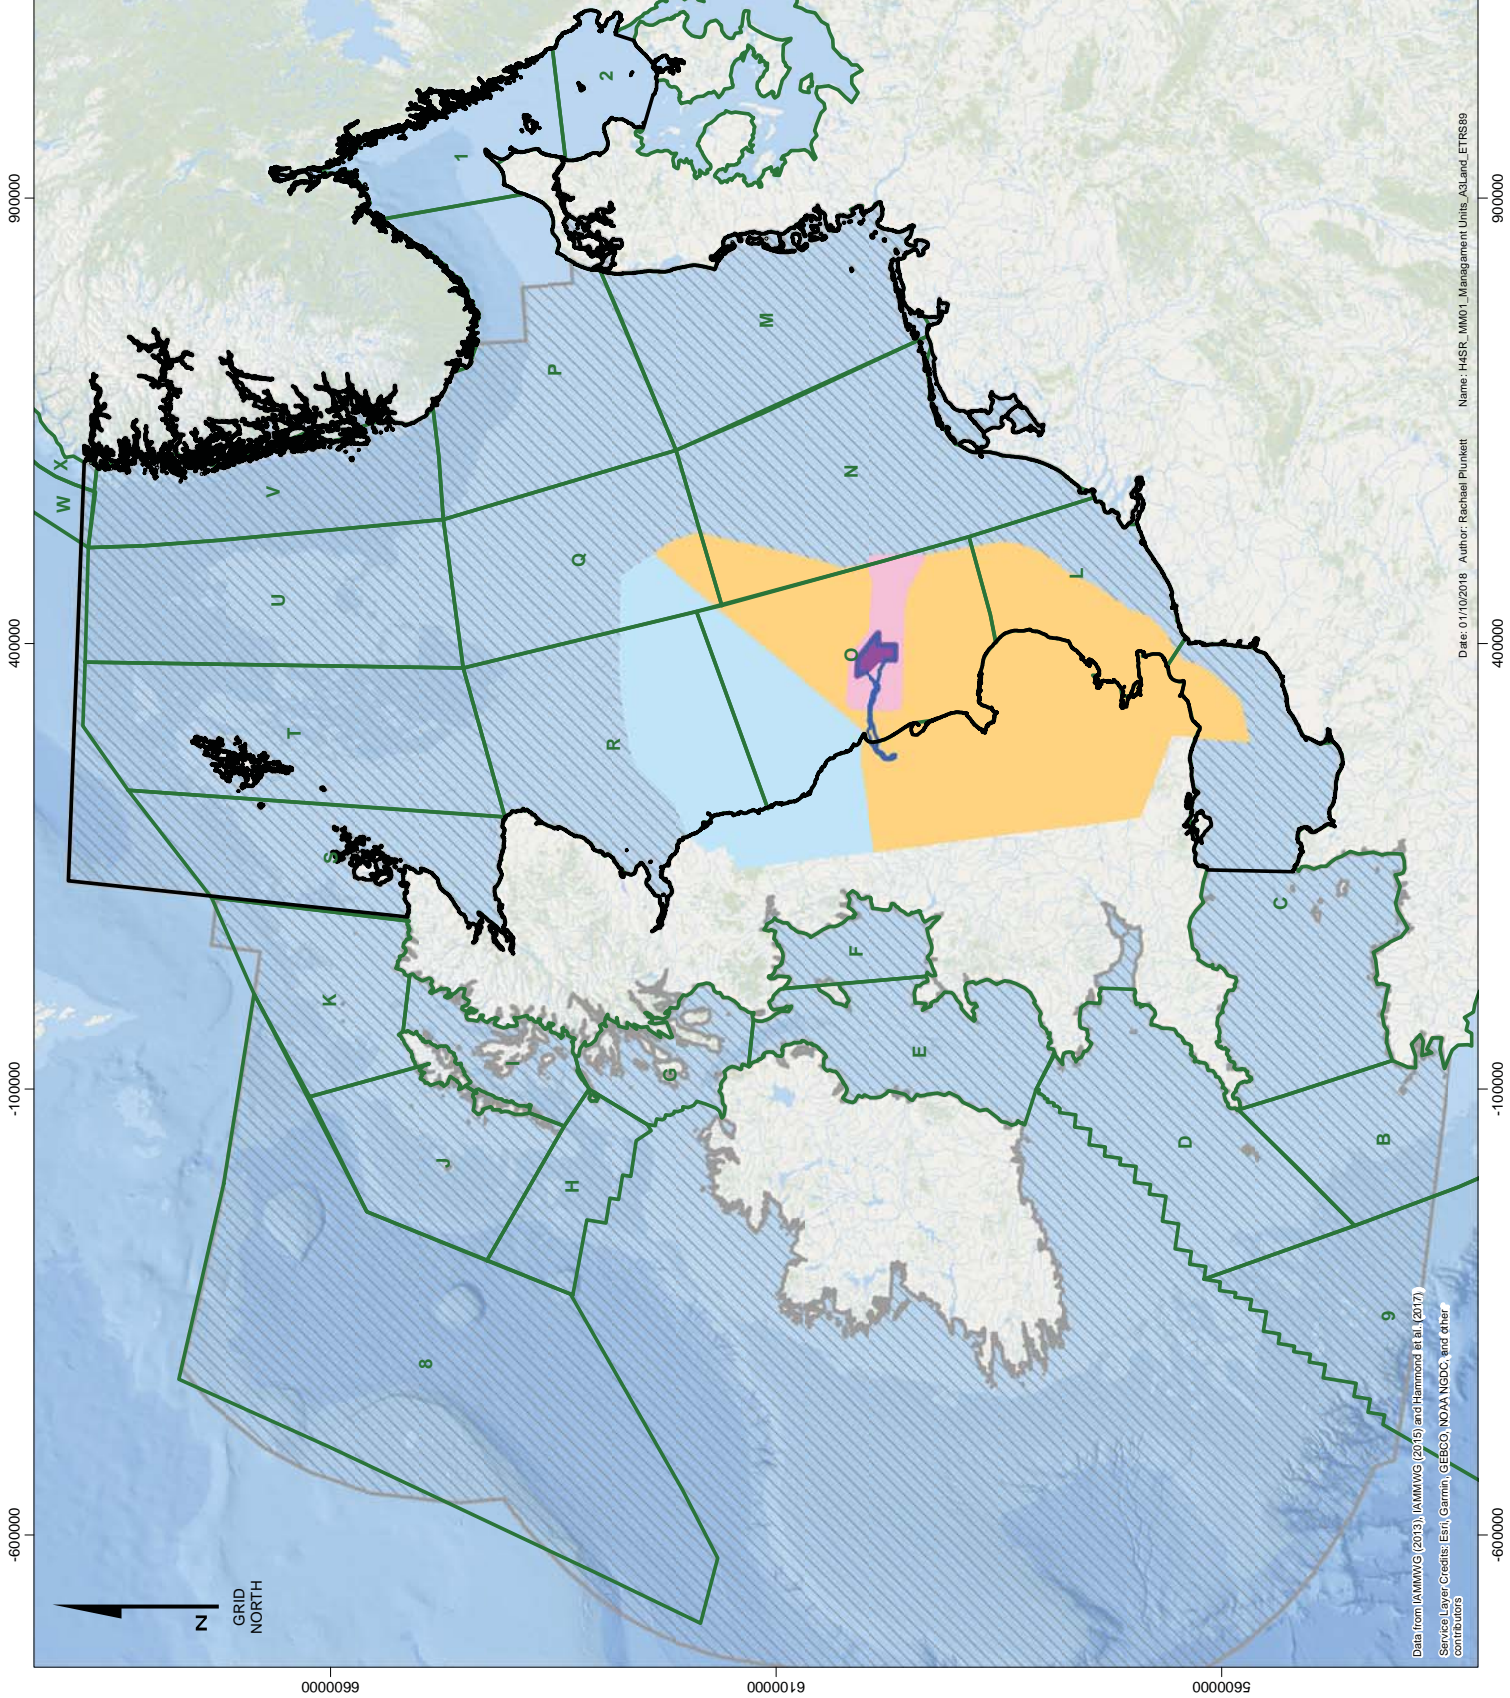 900000
400000
-100000
-600000
6600000
6100000
5600000
N
GRID
NORTH
W
X
V
U
T
S
K
J
I
H
G
8
1
2
P
Q
R
M
N
O
L
F
E
C
D
B
9
Data from IAMMWG (2013), IAMMWG (2015) and Hammond et al. (2017)
Service Layer Credits: Esri, Garmin, GEBCO, NOAA NGDC, and other
contributors
Date: 01/10/2018 Author: Rachael Plunkett Name: H4SR_MM01_Managament Units_A3Land_ETRS89
900000
400000
-100000
-600000